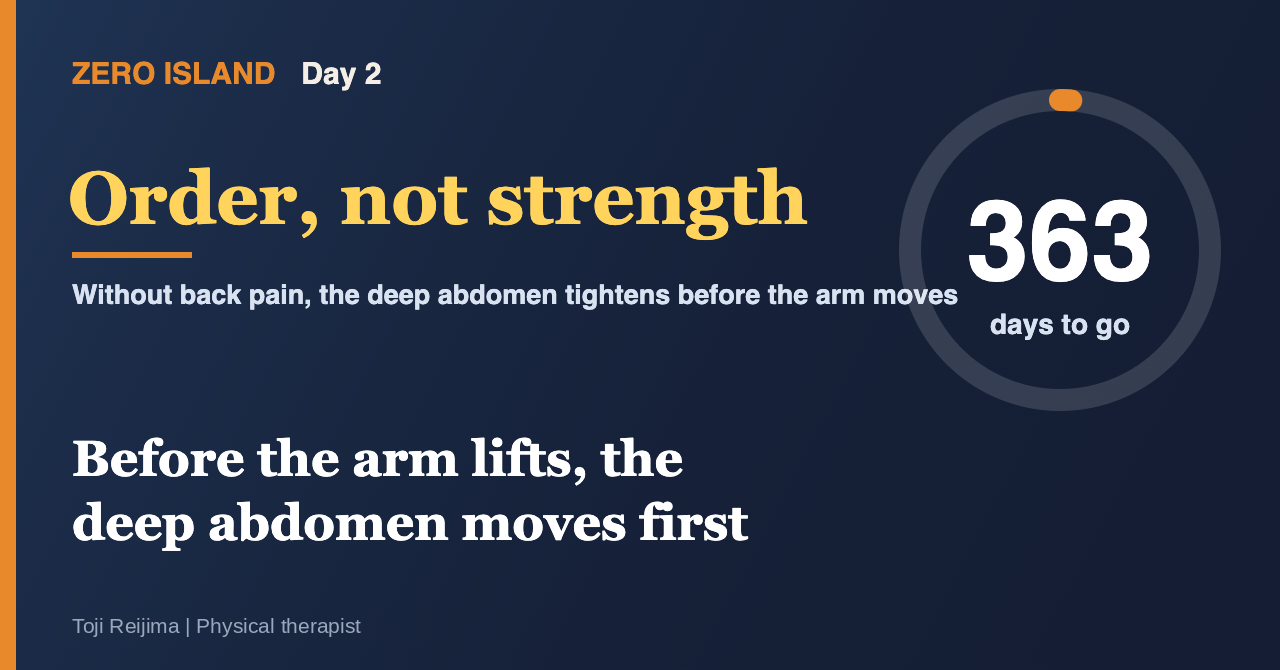 ZERO ISLAND Day 2
Order, not strength
Without back pain, the deep abdomen tightens before the arm moves
363
days to go
Before the arm lifts, the
deep abdomen moves first
Toji Reijima | Physical therapist